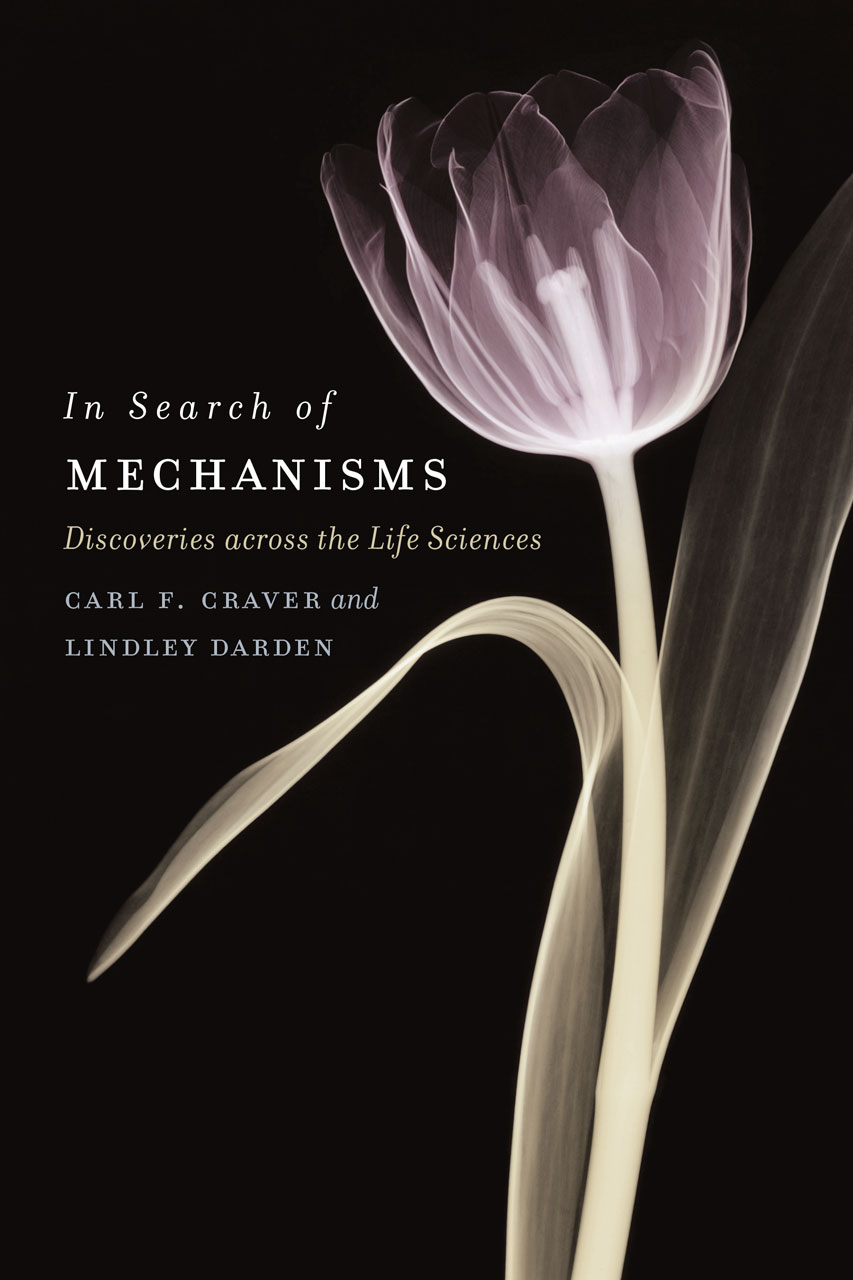 In Search of
MECHANISMS
Discoveries across the Life Sciences
CARL F. CRAVER and
LINDLEY DARDEN